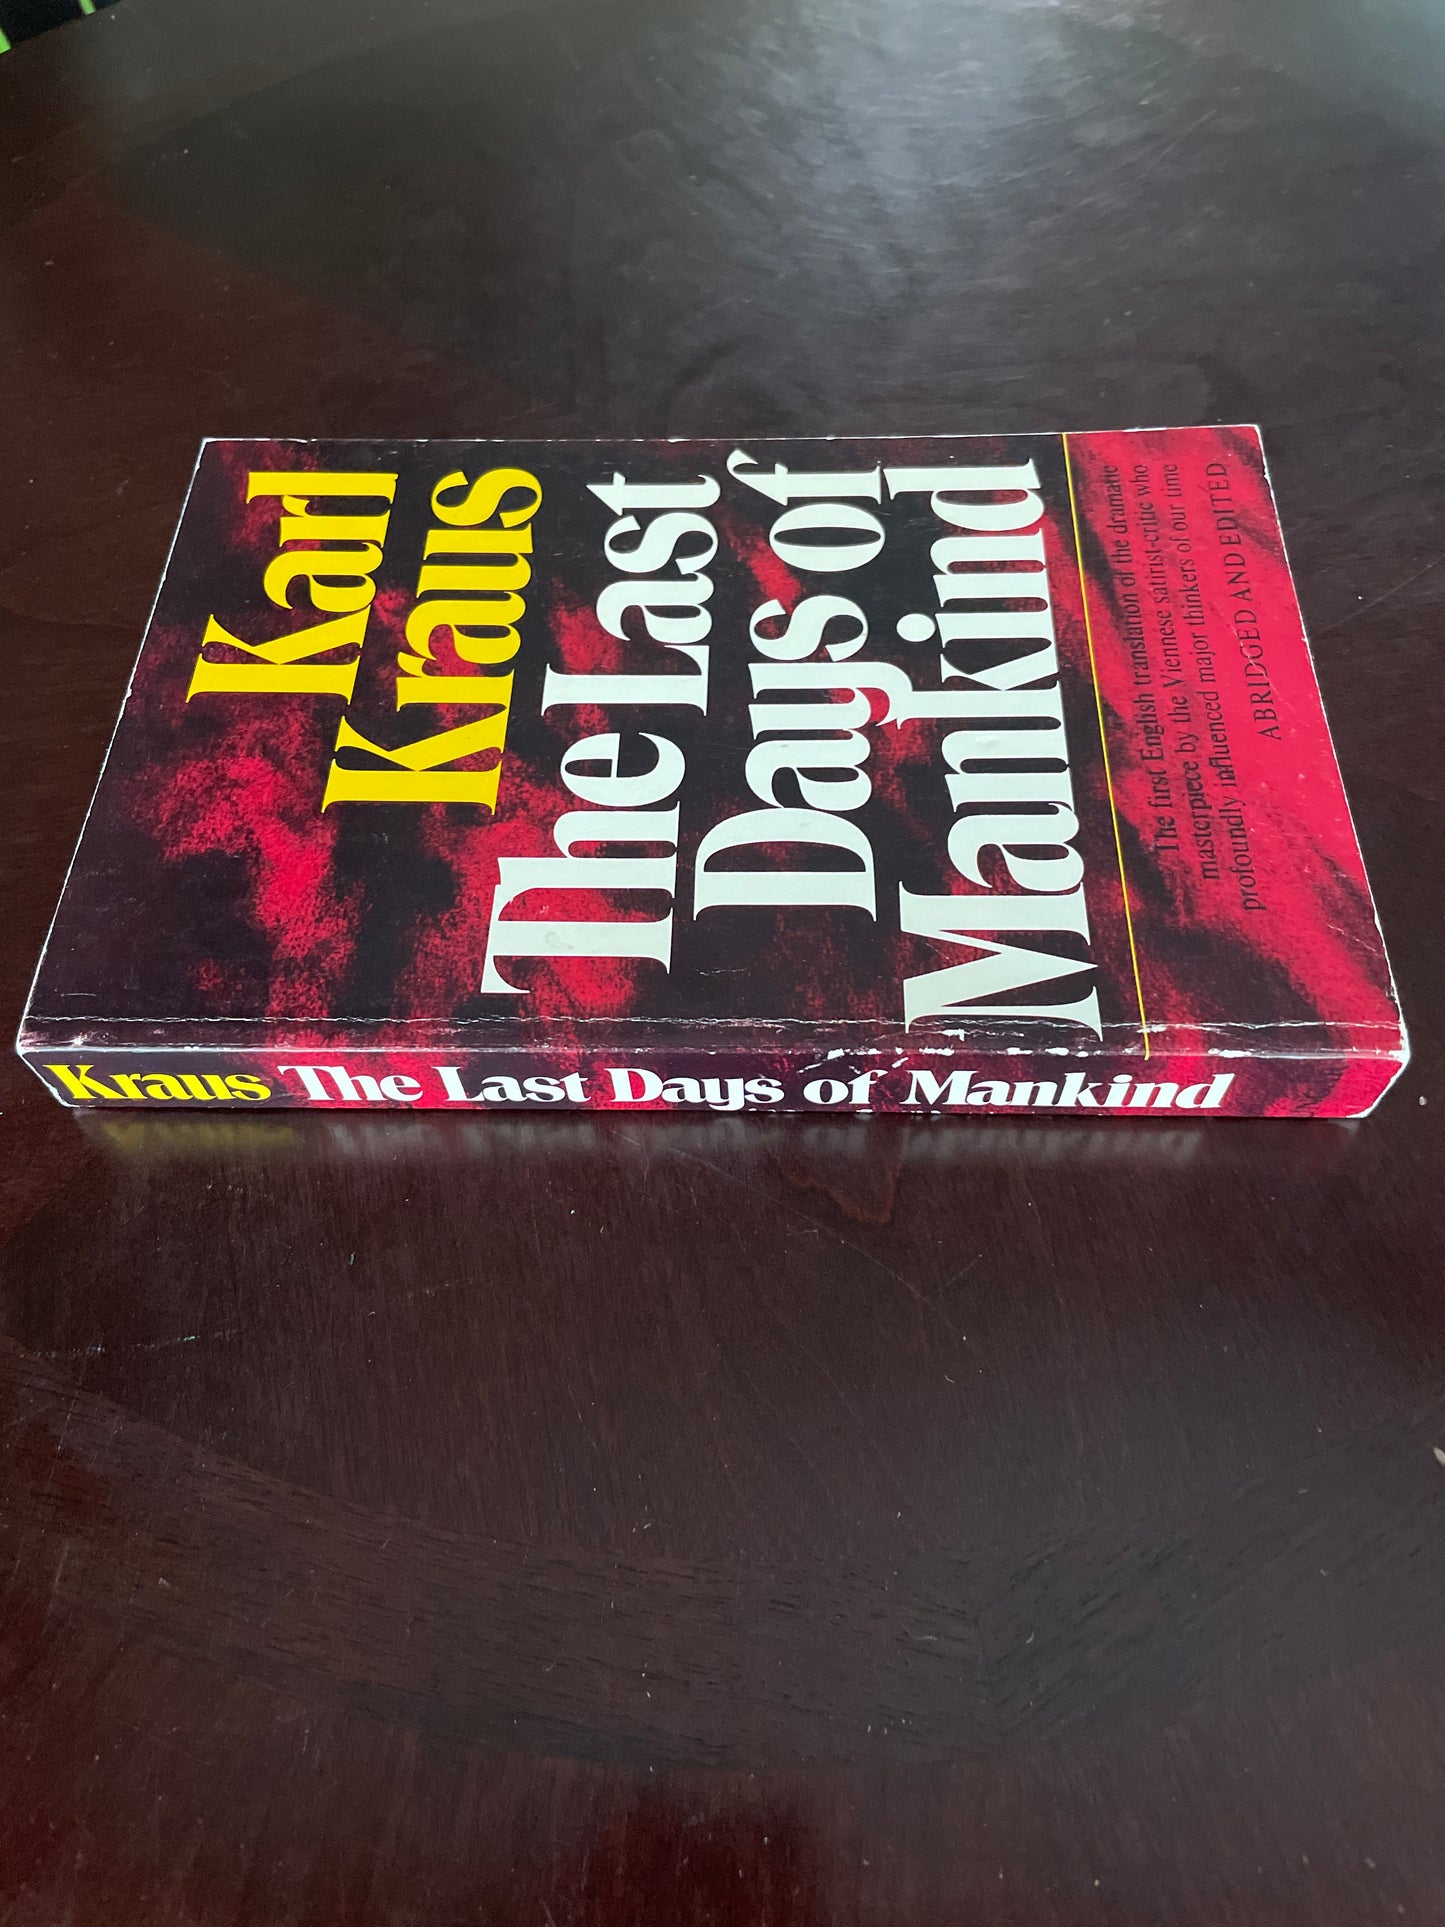 Karl
Kraus
The Last
Days of
Mankind
The first English translation of the dramatic
masterpiece by the Viennese satirist-critic who
profoundly influenced major thinkers of our time
ABRIDGED AND EDITED
Kraus The Last Days of Mankind